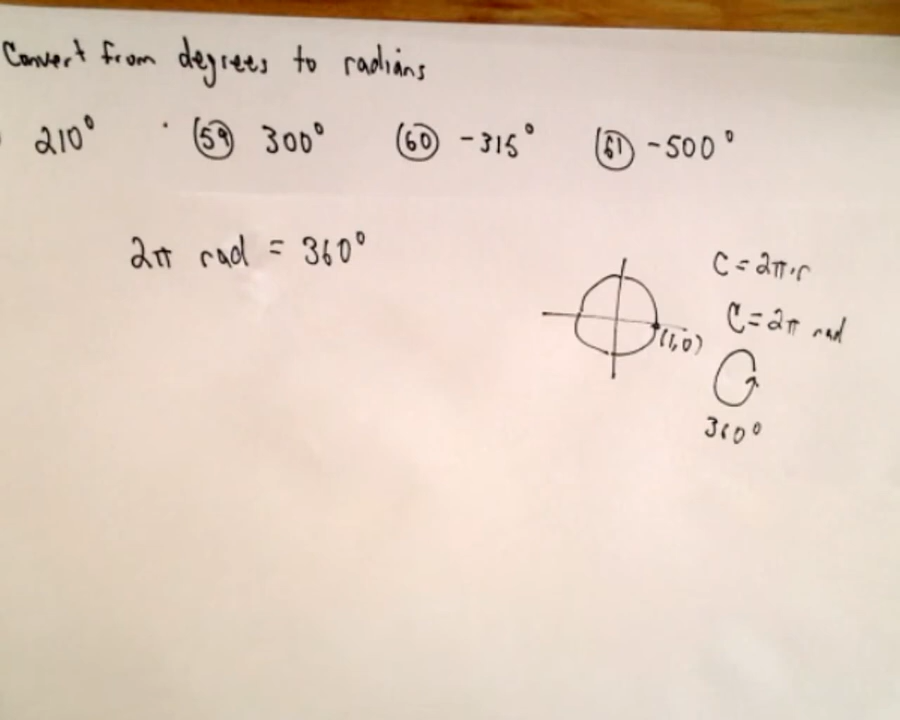 Convert from degrees to radians
210° (59) 300° (60) -315° (61) -500°
2π rad = 360°
C = 2π·r
C = 2π rad
(1,0)
360°